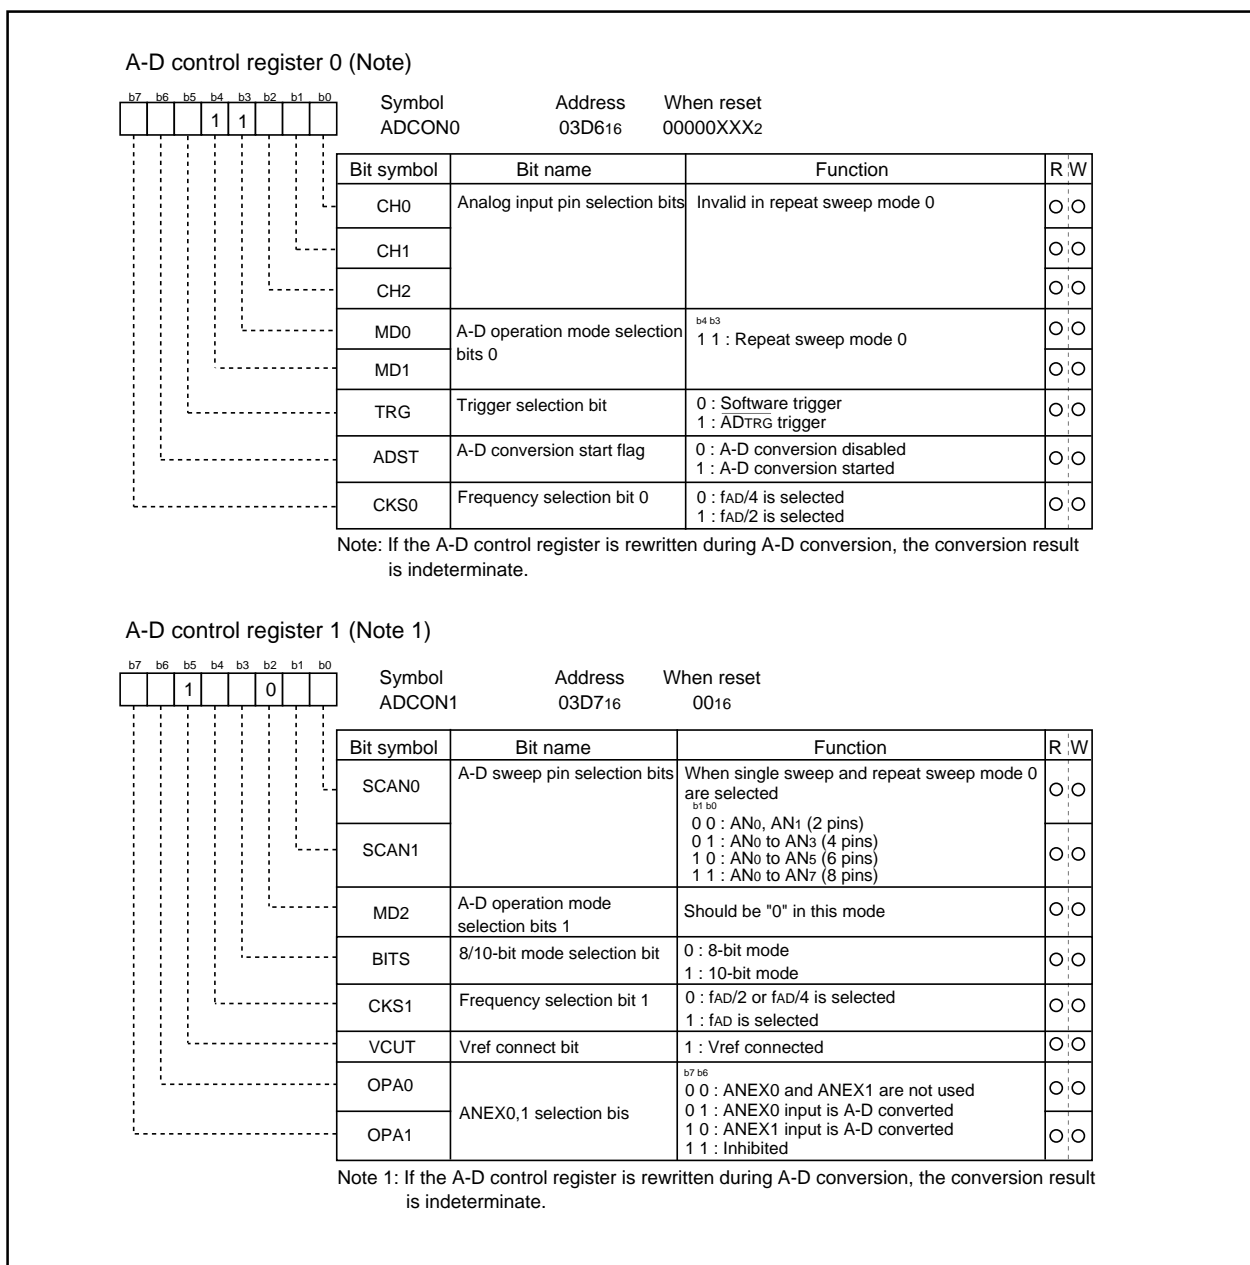 A-D control register 0 (Note)
b7 b6 b5 b4 b3 b2 b1 b0
1 1
Symbol Address When reset
ADCON0 03D616 00000XXX2
Bit symbol Bit name Function R W
CH0 Analog input pin selection bits Invalid in repeat sweep mode 0
CH1
CH2
MD0 A-D operation mode selection bits 0 b4 b3
1 1 : Repeat sweep mode 0
MD1
TRG Trigger selection bit 0 : Software trigger
1 : ADTRG trigger
ADST A-D conversion start flag 0 : A-D conversion disabled
1 : A-D conversion started
CKS0 Frequency selection bit 0 0 : fAD/4 is selected
1 : fAD/2 is selected
Note: If the A-D control register is rewritten during A-D conversion, the conversion result
is indeterminate.
A-D control register 1 (Note 1)
b7 b6 b5 b4 b3 b2 b1 b0
1 0
Symbol Address When reset
ADCON1 03D716 0016
Bit symbol Bit name Function R W
SCAN0 A-D sweep pin selection bits When single sweep and repeat sweep mode 0
are selected
b1 b0
0 0 : AN0, AN1 (2 pins)
SCAN1 0 1 : AN0 to AN3 (4 pins)
1 0 : AN0 to AN5 (6 pins)
1 1 : AN0 to AN7 (8 pins)
MD2 A-D operation mode
selection bits 1 Should be "0" in this mode
BITS 8/10-bit mode selection bit 0 : 8-bit mode
1 : 10-bit mode
CKS1 Frequency selection bit 1 0 : fAD/2 or fAD/4 is selected
1 : fAD is selected
VCUT Vref connect bit 1 : Vref connected
b7 b6
OPA0 0 0 : ANEX0 and ANEX1 are not used
ANEX0,1 selection bis 0 1 : ANEX0 input is A-D converted
OPA1 1 0 : ANEX1 input is A-D converted
1 1 : Inhibited
Note 1: If the A-D control register is rewritten during A-D conversion, the conversion result
is indeterminate.